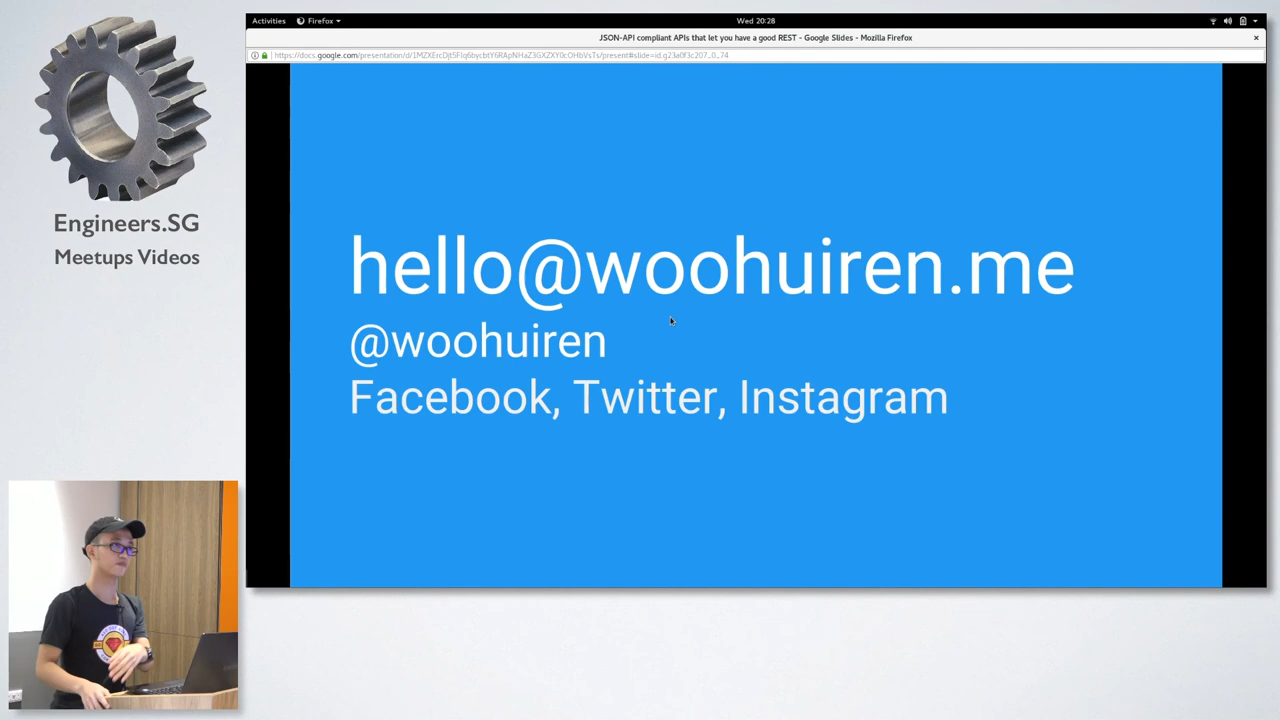 Activities
Firefox
Wed 20:28
JSON-API compliant APIs that let you have a good REST - Google Slides - Mozilla Firefox
hello@woohuiren.me
@woohuiren
Facebook, Twitter, Instagram
Engineers.SG
Meetups Videos